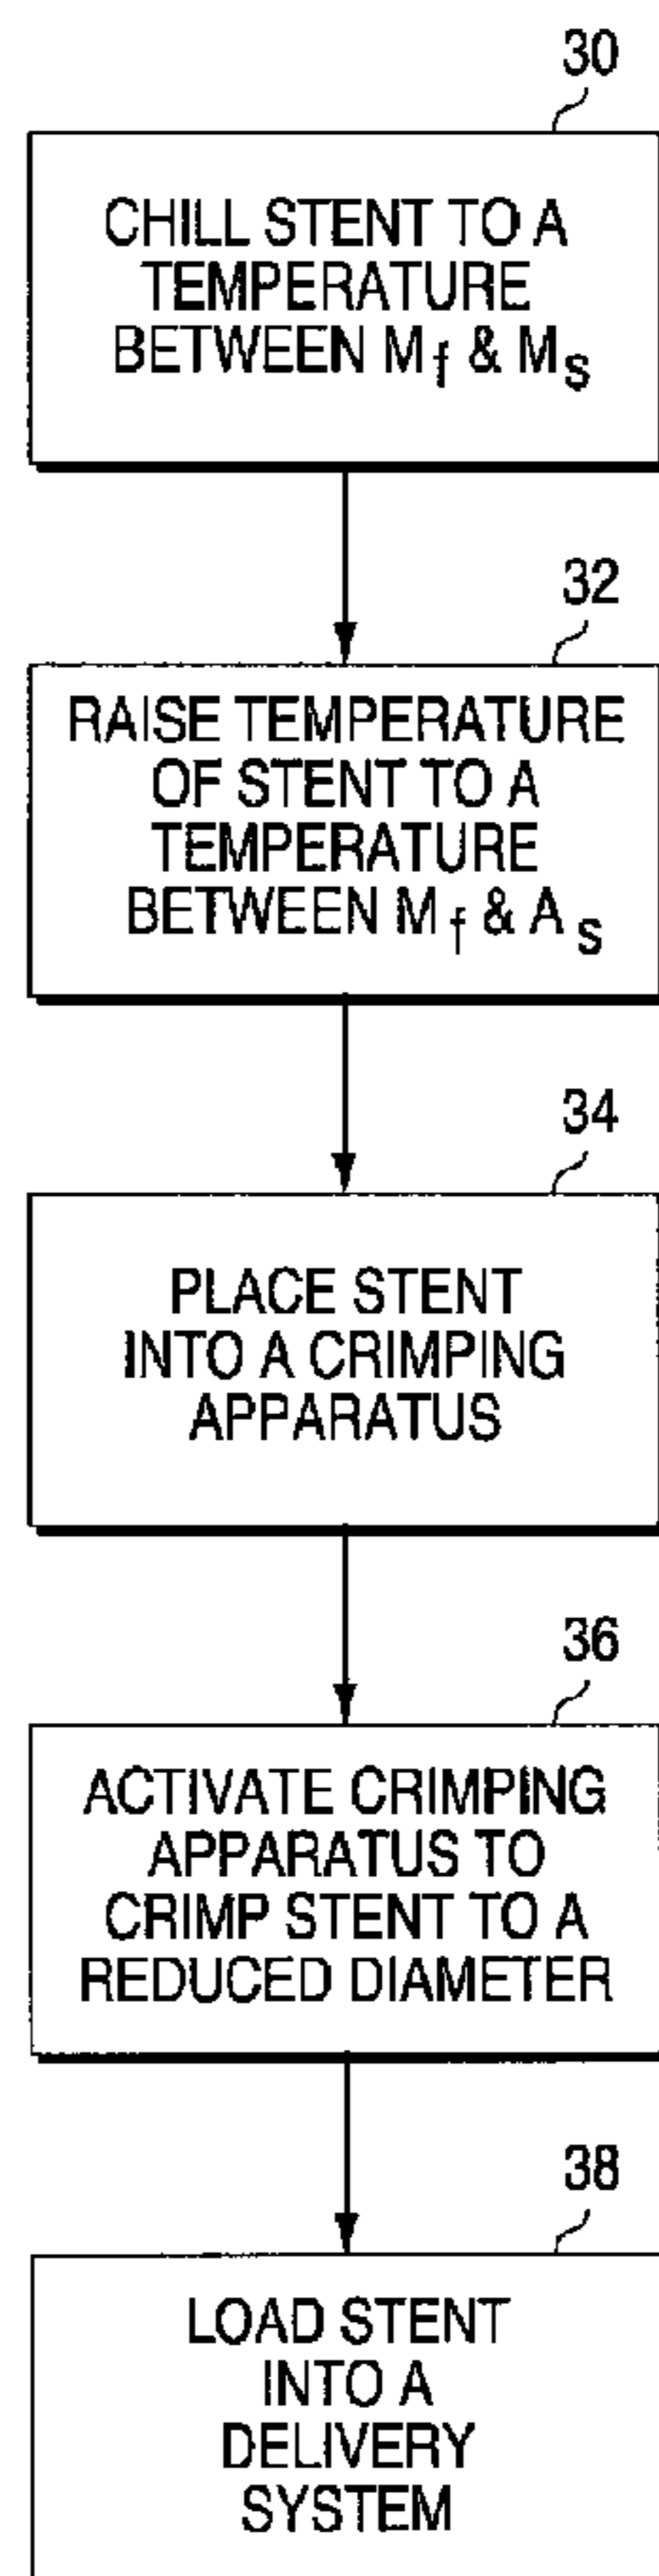 30
CHILL STENT TO A
TEMPERATURE
BETWEEN Mf & Ms
32
RAISE TEMPERATURE
OF STENT TO A
TEMPERATURE
BETWEEN Mf & As
34
PLACE STENT
INTO A CRIMPING
APPARATUS
36
ACTIVATE CRIMPING
APPARATUS TO
CRIMP STENT TO A
REDUCED DIAMETER
38
LOAD STENT
INTO A
DELIVERY
SYSTEM